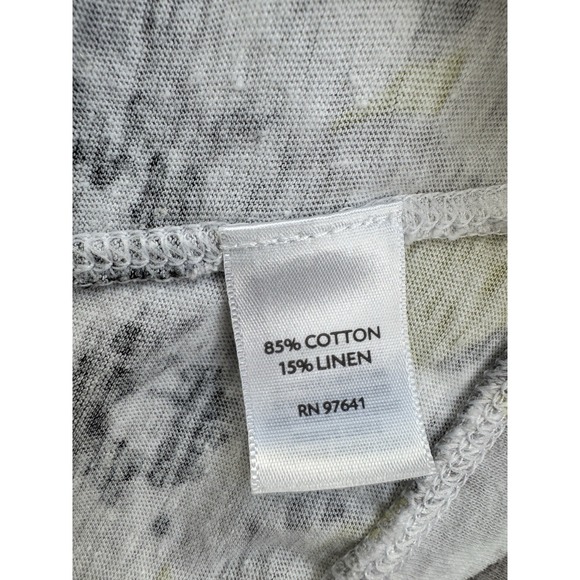 85% COTTON
15% LINEN
RN 97641